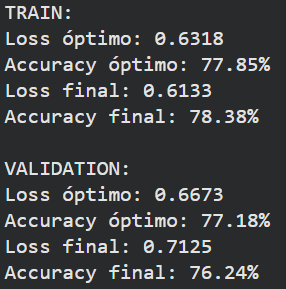 TRAIN:
Loss óptimo: 0.6318
Accuracy óptimo: 77.85%
Loss final: 0.6133
Accuracy final: 78.38%
VALIDATION:
Loss óptimo: 0.6673
Accuracy óptimo: 77.18%
Loss final: 0.7125
Accuracy final: 76.24%